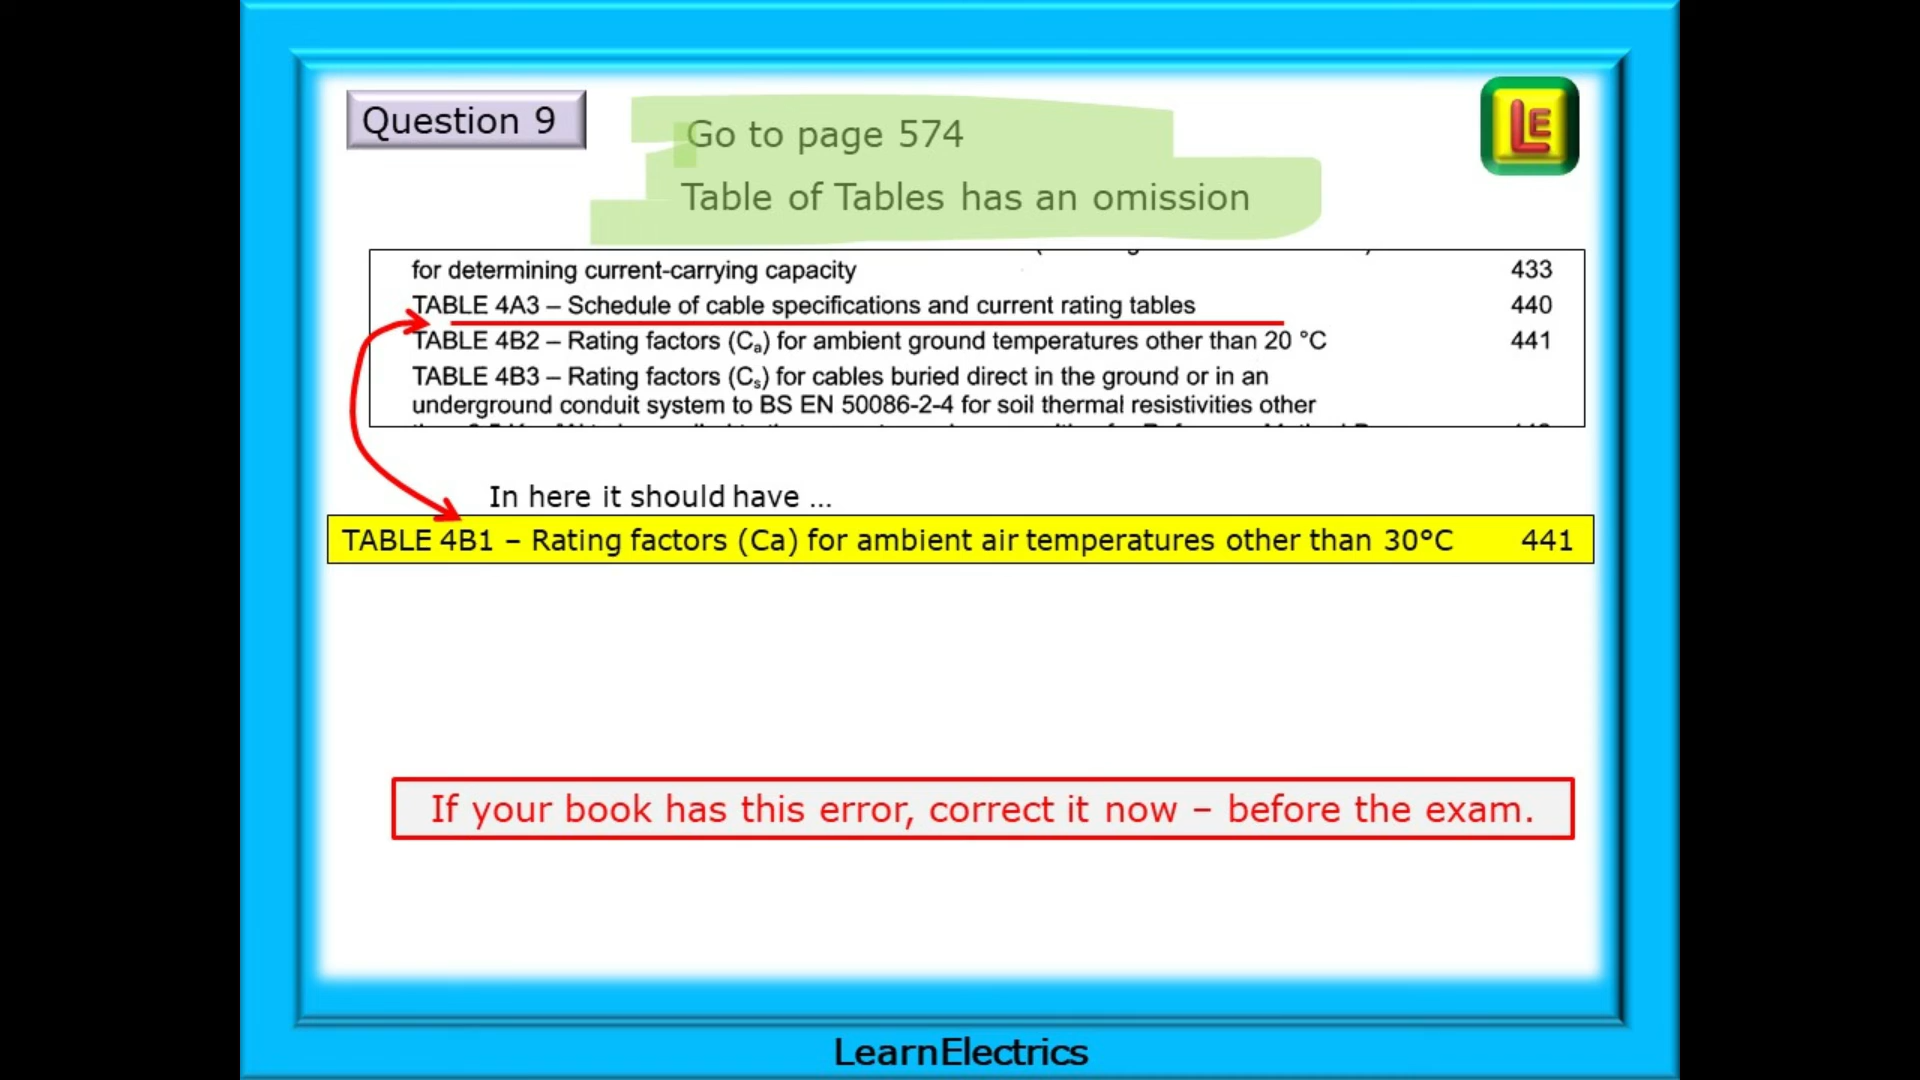 Question 9
Go to page 574
Table of Tables has an omission
LE
for determining current-carrying capacity 433
TABLE 4A3 – Schedule of cable specifications and current rating tables 440
TABLE 4B2 – Rating factors (Cₐ) for ambient ground temperatures other than 20 °C 441
TABLE 4B3 – Rating factors (Cₛ) for cables buried direct in the ground or in an
underground conduit system to BS EN 50086-2-4 for soil thermal resistivities other
In here it should have ...
TABLE 4B1 – Rating factors (Ca) for ambient air temperatures other than 30°C 441
If your book has this error, correct it now – before the exam.
LearnElectrics